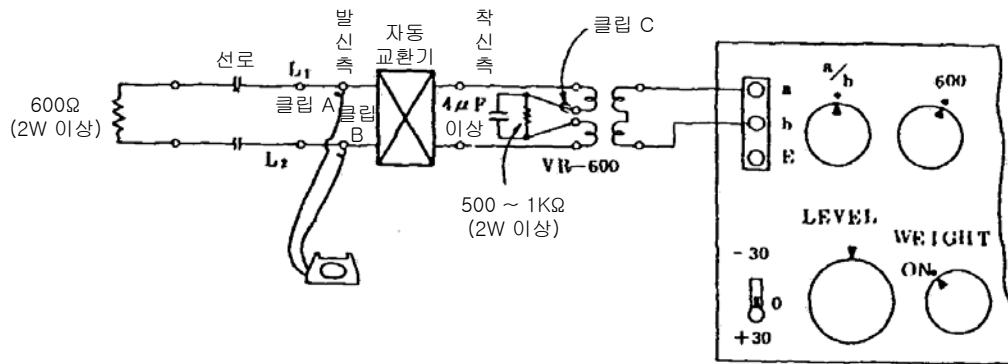 600Ω
(2W 이상)
선로
L₁
L₂
클립 A
발
신
측
클립
B
자동
교환기
착
신
측
4μF
이상
클립 C
VR-600
500 ~ 1KΩ
(2W 이상)
a
b
E
a/b
600
LEVEL
WEIGHT
ON
- 30
0
+30